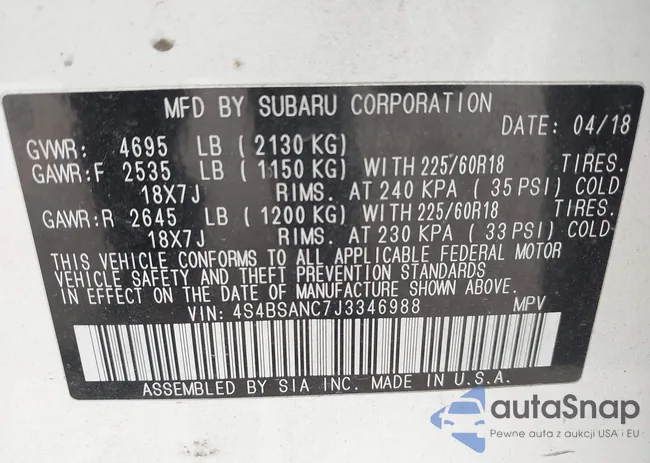 MFD BY SUBARU CORPORATION
DATE: 04/18
GVWR: 4695 LB (2130 KG)
GAWR:F 2535 LB (1150 KG) WITH 225/60R18 TIRES.
18X7J RIMS. AT 240 KPA (35 PSI) COLD
GAWR:R 2645 LB (1200 KG) WITH 225/60R18 TIRES.
18X7J RIMS. AT 230 KPA (33 PSI) COLD
THIS VEHICLE CONFORMS TO ALL APPLICABLE FEDERAL MOTOR
VEHICLE SAFETY AND THEFT PREVENTION STANDARDS
IN EFFECT ON THE DATE OF MANUFACTURE SHOWN ABOVE.
VIN: 4S4BSANC7J3346988 MPV
ASSEMBLED BY SIA INC. MADE IN U.S.A.
autaSnap
Pewne auta z aukcji USA i EU